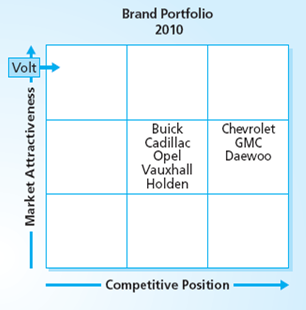 Brand Portfolio
2010
Volt
Market Attractiveness
Buick
Cadillac
Opel
Vauxhall
Holden
Chevrolet
GMC
Daewoo
Competitive Position